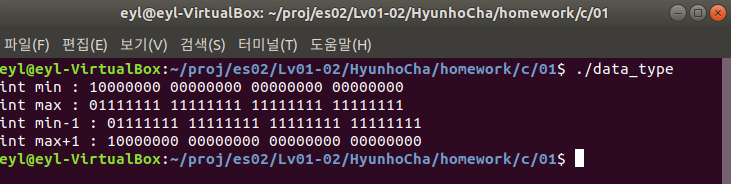 eyl@eyl-VirtualBox: ~/proj/es02/Lv01-02/HyunhoCha/homework/c/01
파일(F) 편집(E) 보기(V) 검색(S) 터미널(T) 도움말(H)
eyl@eyl-VirtualBox:~/proj/es02/Lv01-02/HyunhoCha/homework/c/01$ ./data_type
int min : 10000000 00000000 00000000 00000000
int max : 01111111 11111111 11111111 11111111
int min-1 : 01111111 11111111 11111111 11111111
int max+1 : 10000000 00000000 00000000 00000000
eyl@eyl-VirtualBox:~/proj/es02/Lv01-02/HyunhoCha/homework/c/01$